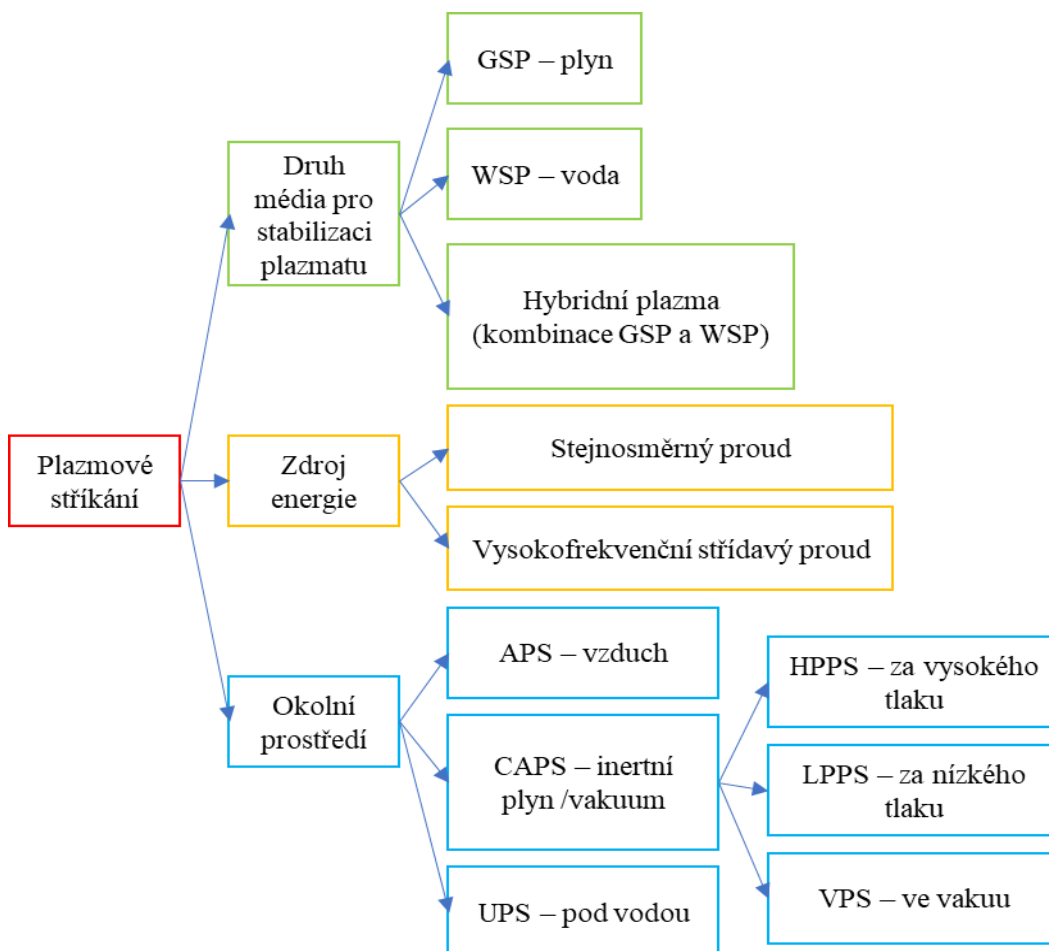 Plazmové
stříkání
Druh
média pro
stabilizaci
plazmatu
GSP – plyn
WSP – voda
Hybridní plazma
(kombinace GSP a WSP)
Zdroj
energie
Stejnosměrný proud
Vysokofrekvenční střídavý proud
Okolní
prostředí
APS – vzduch
CAPS – inertní
plyn /vakuum
UPS – pod vodou
HPPS – za vysokého
tlaku
LPPS – za nízkého
tlaku
VPS – ve vakuu